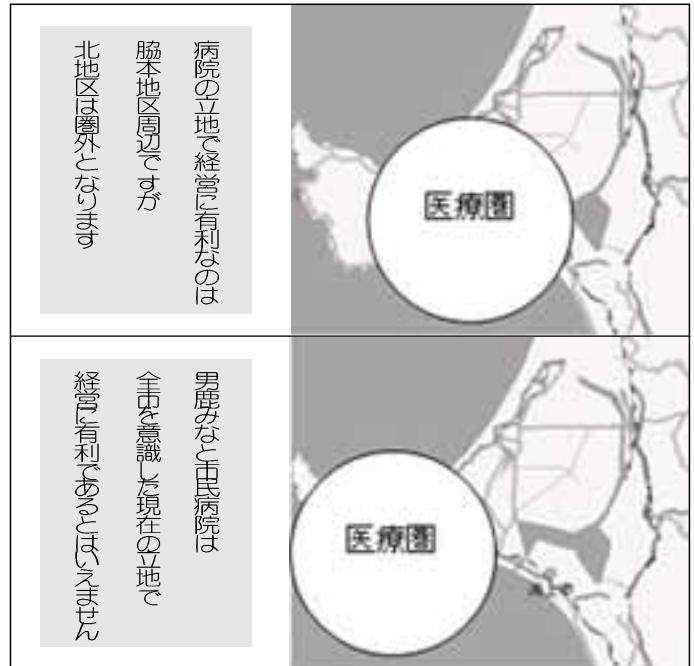 病院の立地で経営に有利なのは
脇本地区周辺ですが
北地区は圏外となります
医療圏
男鹿みなと市民病院は
全市を意識した現在の立地で
経営に有利であるとはいえません
医療圏